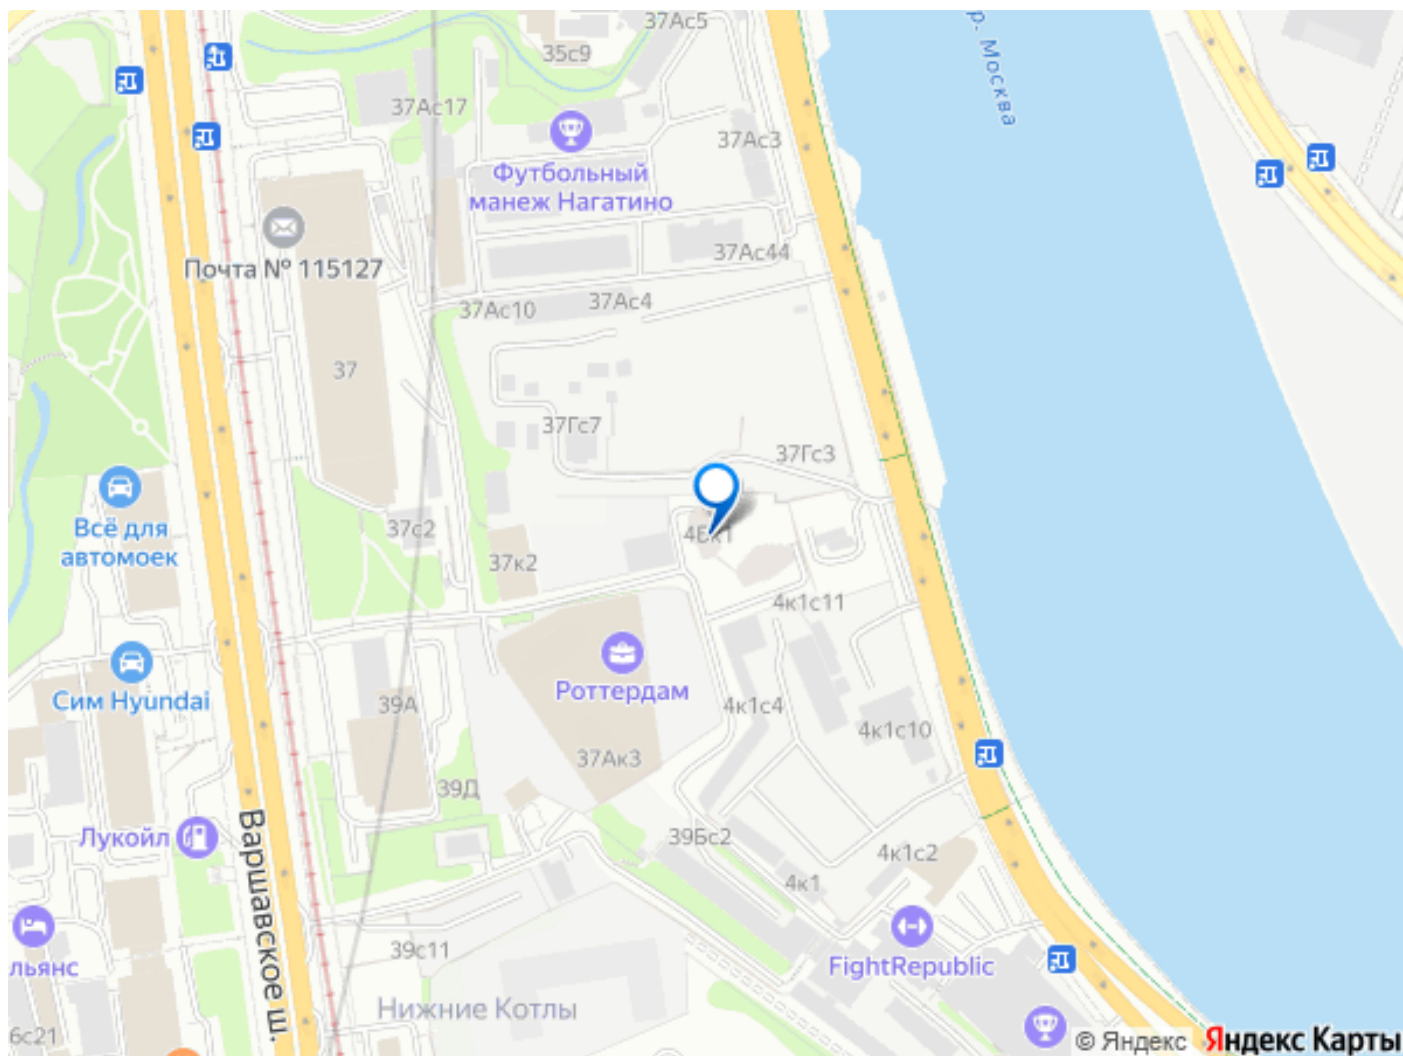 37Ас5
35с9
р. Москва
37Ас17
37Ас3
Футбольный
манеж Нагатино
37Ас44
Почта № 115127
37Ас10
37Ас4
37
37Гс7
37Гс3
Всё для
автомоек
37с2
4Бк1
37к2
4к1с11
Сим Hyundai
Роттердам
39А
4к1с4
4к1с10
37Ак3
39Д
Лукойл
Варшавское ш.
39Бс2
4к1с2
4к1
39с11
льянс
FightRepublic
Нижние Котлы
6с21
© Яндекс
Яндекс Карты